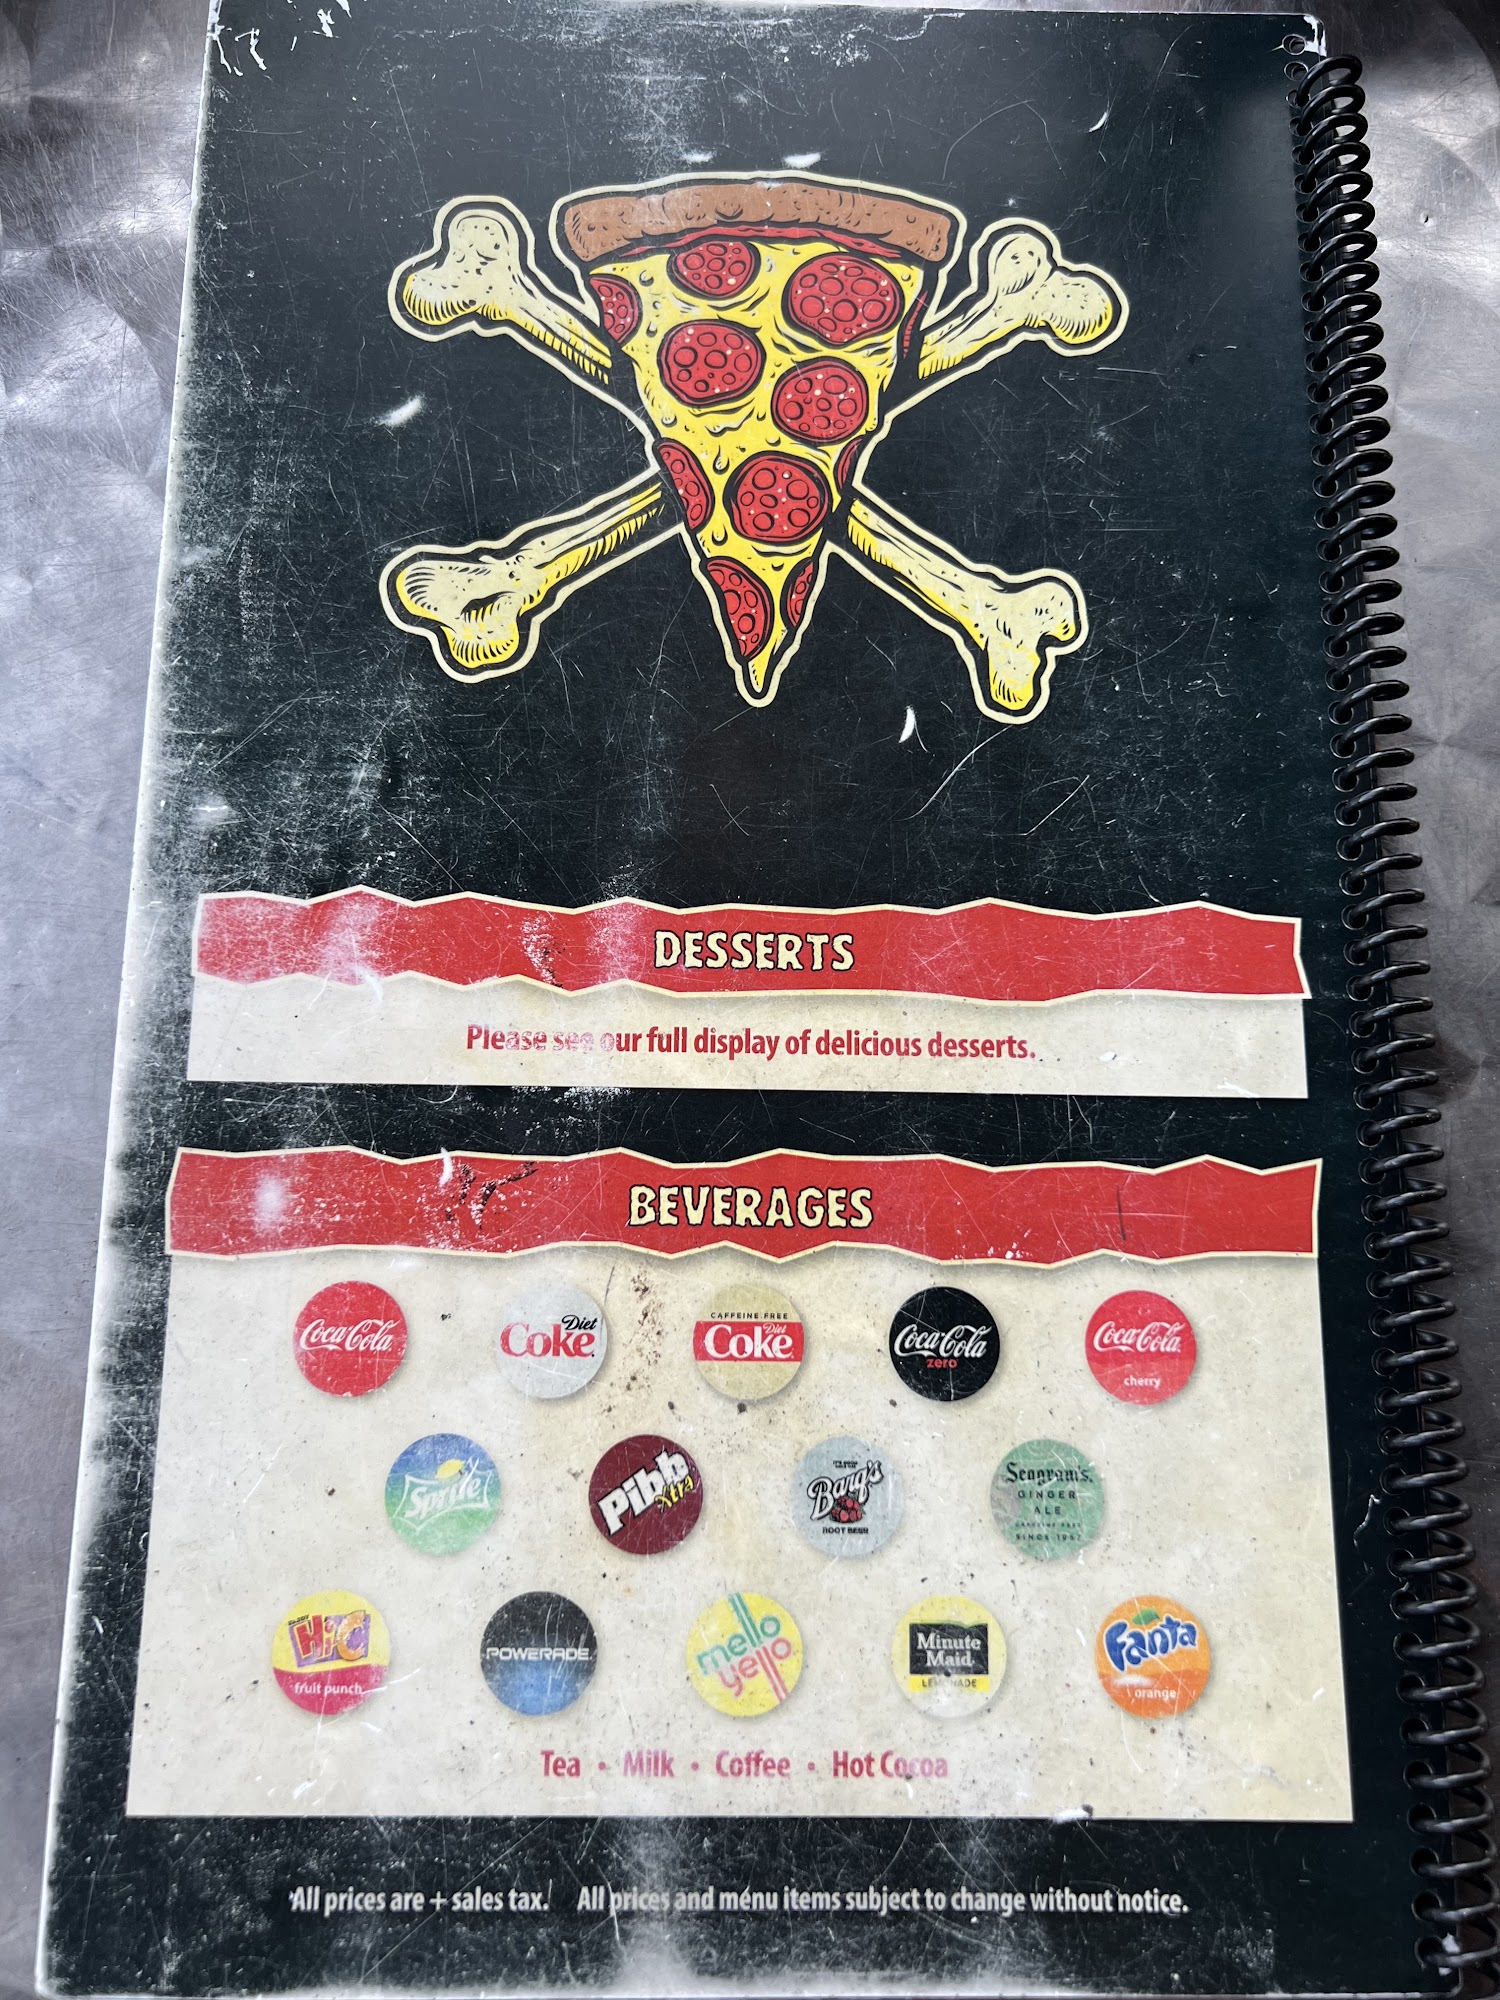 DESSERTS
Please see our full display of delicious desserts.
BEVERAGES
Coca-Cola
Diet
Coke
CAFFEINE FREE
Diet
Coke
Coca-Cola
zero
Coca-Cola
cherry
Sprite
Pibb
Xtra
Barq's
ROOT BEER
Seagram's
GINGER
ALE
HI-C
fruit punch
POWERADE
mello
yello
Minute
Maid
LEMONADE
Fanta
orange
Tea • Milk • Coffee • Hot Cocoa
All prices are + sales tax. All prices and menu items subject to change without notice.